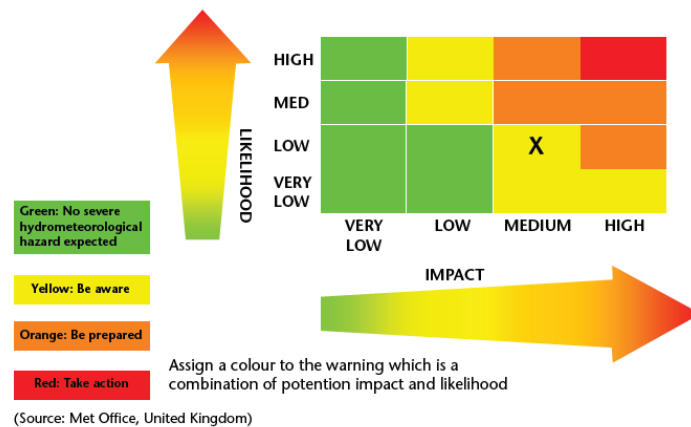 HIGH
MED
LOW
X
VERY
LOW
LIKELIHOOD
VERY
LOW
LOW
MEDIUM
HIGH
IMPACT
Green: No severe
hydrometeorological
hazard expected
Yellow: Be aware
Orange: Be prepared
Red: Take action
Assign a colour to the warning which is a
combination of potention impact and likelihood
(Source: Met Office, United Kingdom)